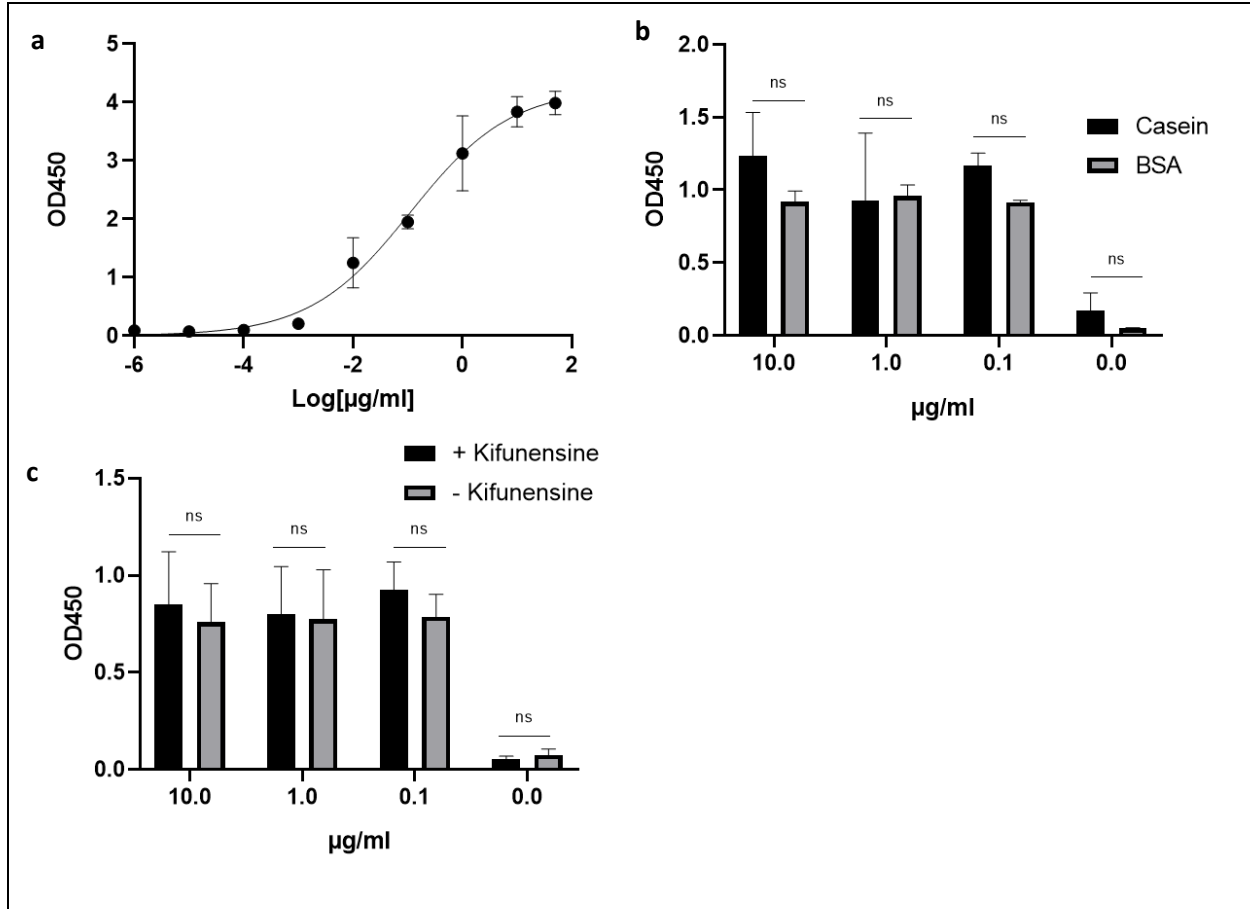 a
5
4
3
2
1
0
OD450
-6 -4 -2 0 2
Log[µg/ml]
b
2.0
1.5
1.0
0.5
0.0
OD450
ns ns ns ns
Casein
BSA
10.0 1.0 0.1 0.0
µg/ml
c
+ Kifunensine
- Kifunensine
1.5
1.0
0.5
0.0
OD450
ns ns ns ns
10.0 1.0 0.1 0.0
µg/ml